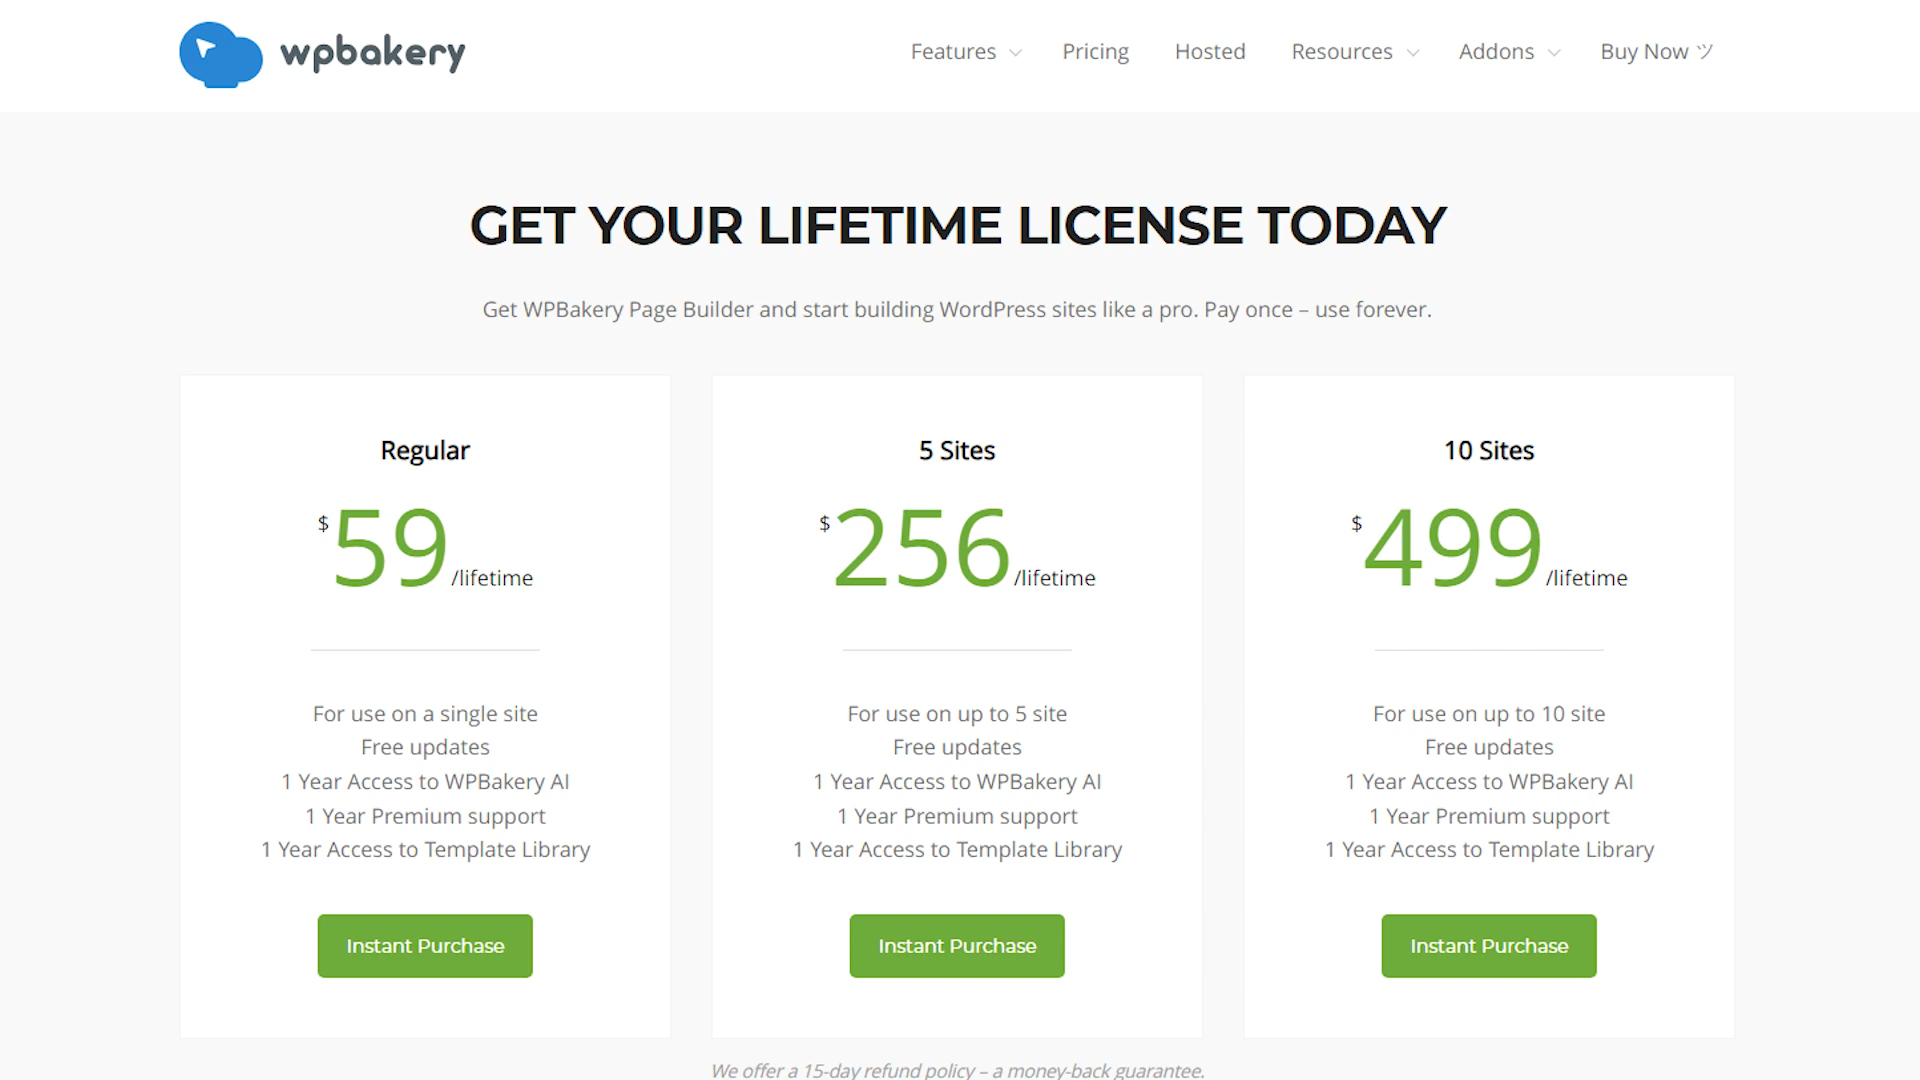 wpbakery
Features Pricing Hosted Resources Addons Buy Now ツ
GET YOUR LIFETIME LICENSE TODAY
Get WPBakery Page Builder and start building WordPress sites like a pro. Pay once – use forever.
Regular
$59/lifetime
For use on a single site
Free updates
1 Year Access to WPBakery AI
1 Year Premium support
1 Year Access to Template Library
Instant Purchase
5 Sites
$256/lifetime
For use on up to 5 site
Free updates
1 Year Access to WPBakery AI
1 Year Premium support
1 Year Access to Template Library
Instant Purchase
10 Sites
$499/lifetime
For use on up to 10 site
Free updates
1 Year Access to WPBakery AI
1 Year Premium support
1 Year Access to Template Library
Instant Purchase
We offer a 15-day refund policy – a money-back guarantee.